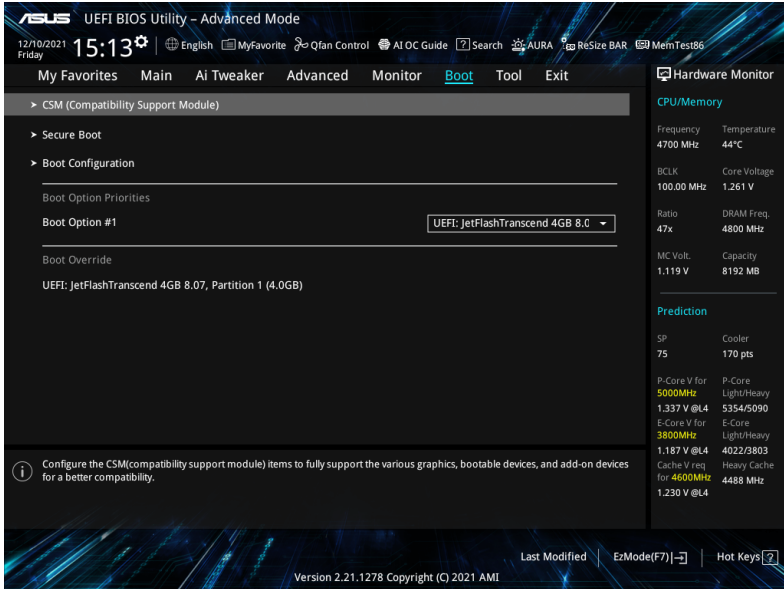 ASUS UEFI BIOS Utility – Advanced Mode
12/10/2021 Friday 15:13 English MyFavorite Qfan Control AI OC Guide ? Search AURA ReSize BAR MemTest86
My Favorites Main Ai Tweaker Advanced Monitor Boot Tool Exit
> CSM (Compatibility Support Module)
> Secure Boot
> Boot Configuration
Boot Option Priorities
Boot Option #1 UEFI: JetFlashTranscend 4GB 8.0
Boot Override
UEFI: JetFlashTranscend 4GB 8.07, Partition 1 (4.0GB)
i Configure the CSM(compatibility support module) items to fully support the various graphics, bootable devices, and add-on devices
for a better compatibility.
Hardware Monitor
CPU/Memory
Frequency Temperature
4700 MHz 44°C
BCLK Core Voltage
100.00 MHz 1.261 V
Ratio DRAM Freq.
47x 4800 MHz
MC Volt. Capacity
1.119 V 8192 MB
Prediction
SP Cooler
75 170 pts
P-Core V for P-Core
5000MHz Light/Heavy
1.337 V @L4 5354/5090
E-Core V for E-Core
3800MHz Light/Heavy
1.187 V @L4 4022/3803
Cache V req Heavy Cache
for 4600MHz 4488 MHz
1.230 V @L4
Last Modified EzMode(F7) Hot Keys ?
Version 2.21.1278 Copyright (C) 2021 AMI